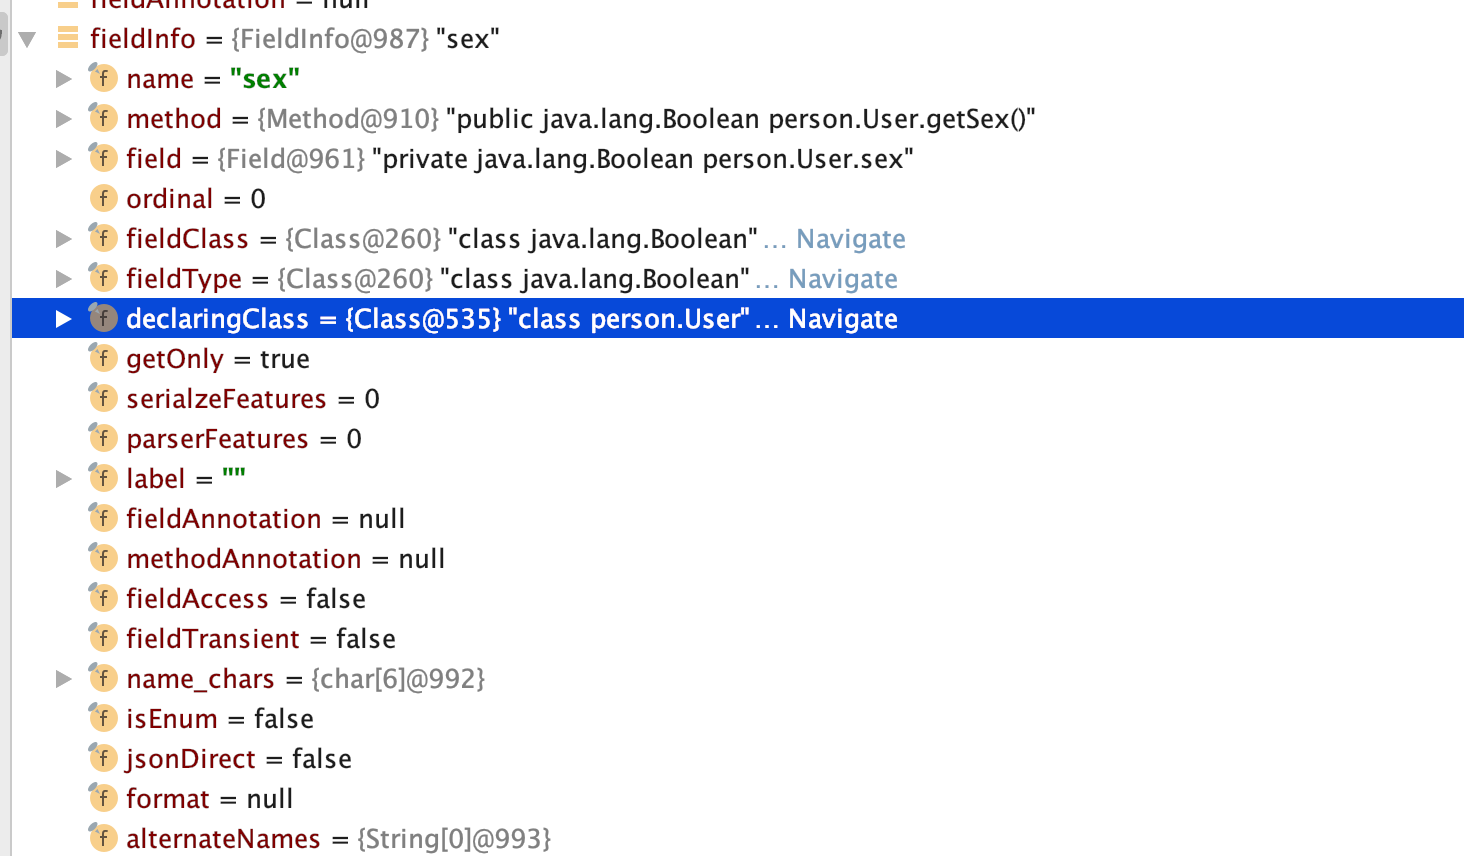 fieldAnnotation = null
fieldInfo = {FieldInfo@987} "sex"
f name = "sex"
f method = {Method@910} "public java.lang.Boolean person.User.getSex()"
f field = {Field@961} "private java.lang.Boolean person.User.sex"
f ordinal = 0
f fieldClass = {Class@260} "class java.lang.Boolean" ... Navigate
f fieldType = {Class@260} "class java.lang.Boolean" ... Navigate
f declaringClass = {Class@535} "class person.User" ... Navigate
f getOnly = true
f serialzeFeatures = 0
f parserFeatures = 0
f label = ""
f fieldAnnotation = null
f methodAnnotation = null
f fieldAccess = false
f fieldTransient = false
f name_chars = {char[6]@992}
f isEnum = false
f jsonDirect = false
f format = null
f alternateNames = {String[0]@993}